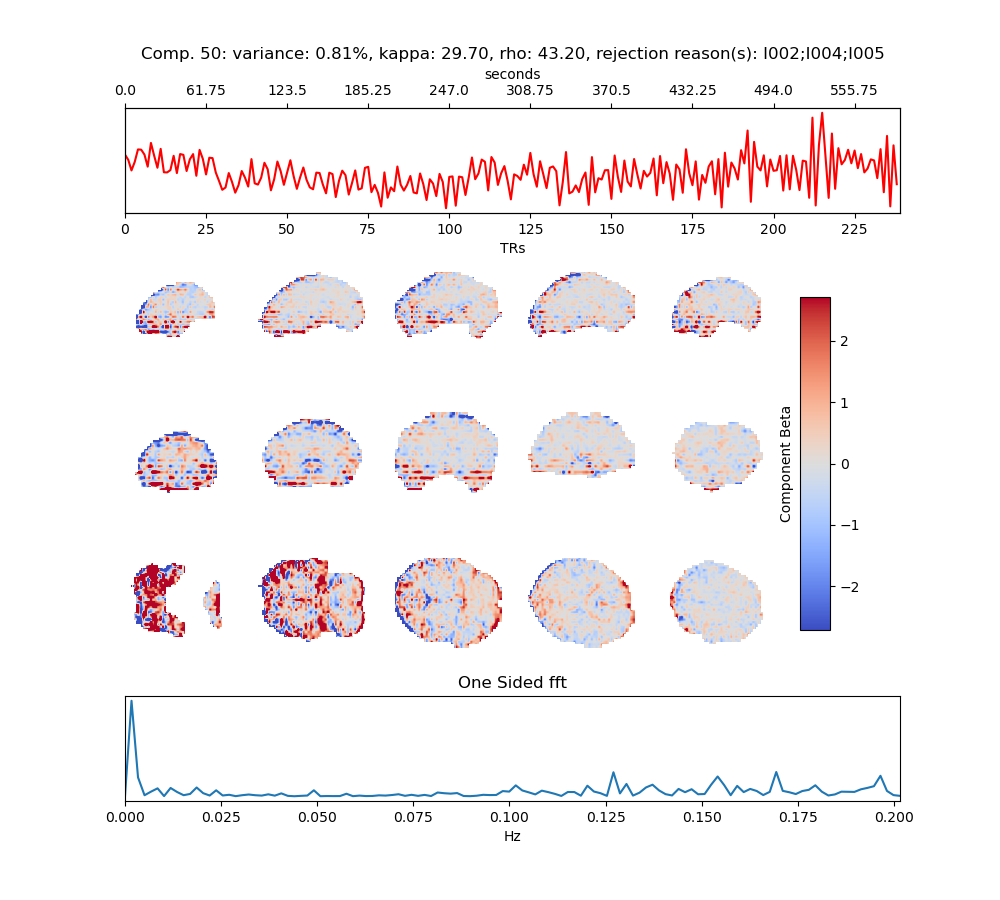 Comp. 50: variance: 0.81%, kappa: 29.70, rho: 43.20, rejection reason(s): I002;I004;I005
seconds
0.0 61.75 123.5 185.25 247.0 308.75 370.5 432.25 494.0 555.75
0 25 50 75 100 125 150 175 200 225
TRs
2
1
0
−1
−2
Component Beta
One Sided fft
0.000 0.025 0.050 0.075 0.100 0.125 0.150 0.175 0.200
Hz